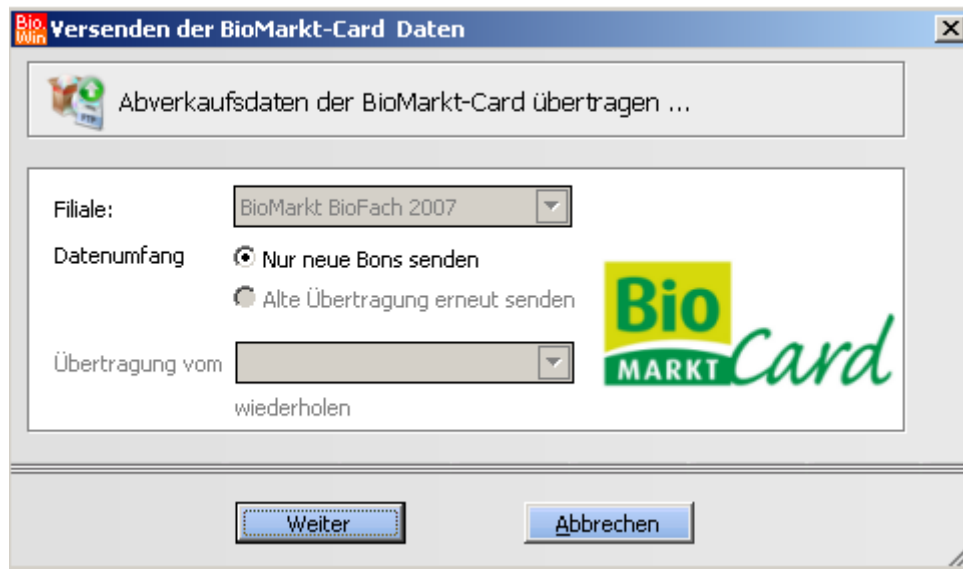 Bio. Win Versenden der BioMarkt-Card Daten
FTP
Abverkaufsdaten der BioMarkt-Card übertragen ...
Filiale: BioMarkt BioFach 2007
Datenumfang Nur neue Bons senden
Alte Übertragung erneut senden
Übertragung vom
wiederholen
Bio
MARKT Card
Weiter Abbrechen